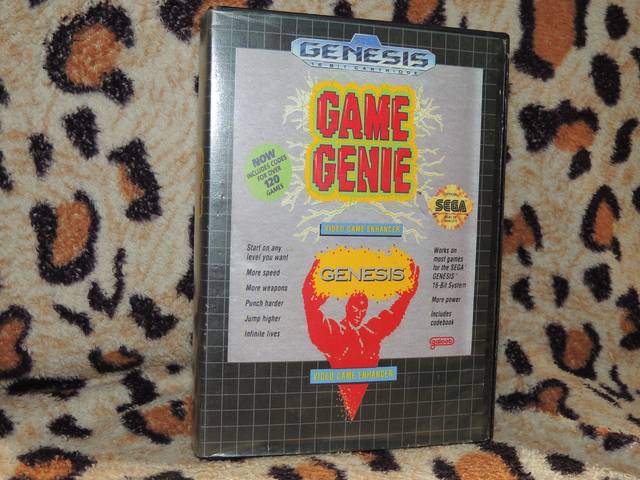 GENESIS
16-BIT CARTRIDGE
GAME
GENIE
NOW
INCLUDES CODES
FOR OVER
120
GAMES
SEGA
VIDEO GAME ENHANCER
Start on any
level you want
More speed
More weapons
Punch harder
Jump higher
Infinite lives
GENESIS
Works on
most games
for the SEGA
GENESIS
16-Bit System
More power
Includes
codebook
galoob
VIDEO GAME ENHANCER